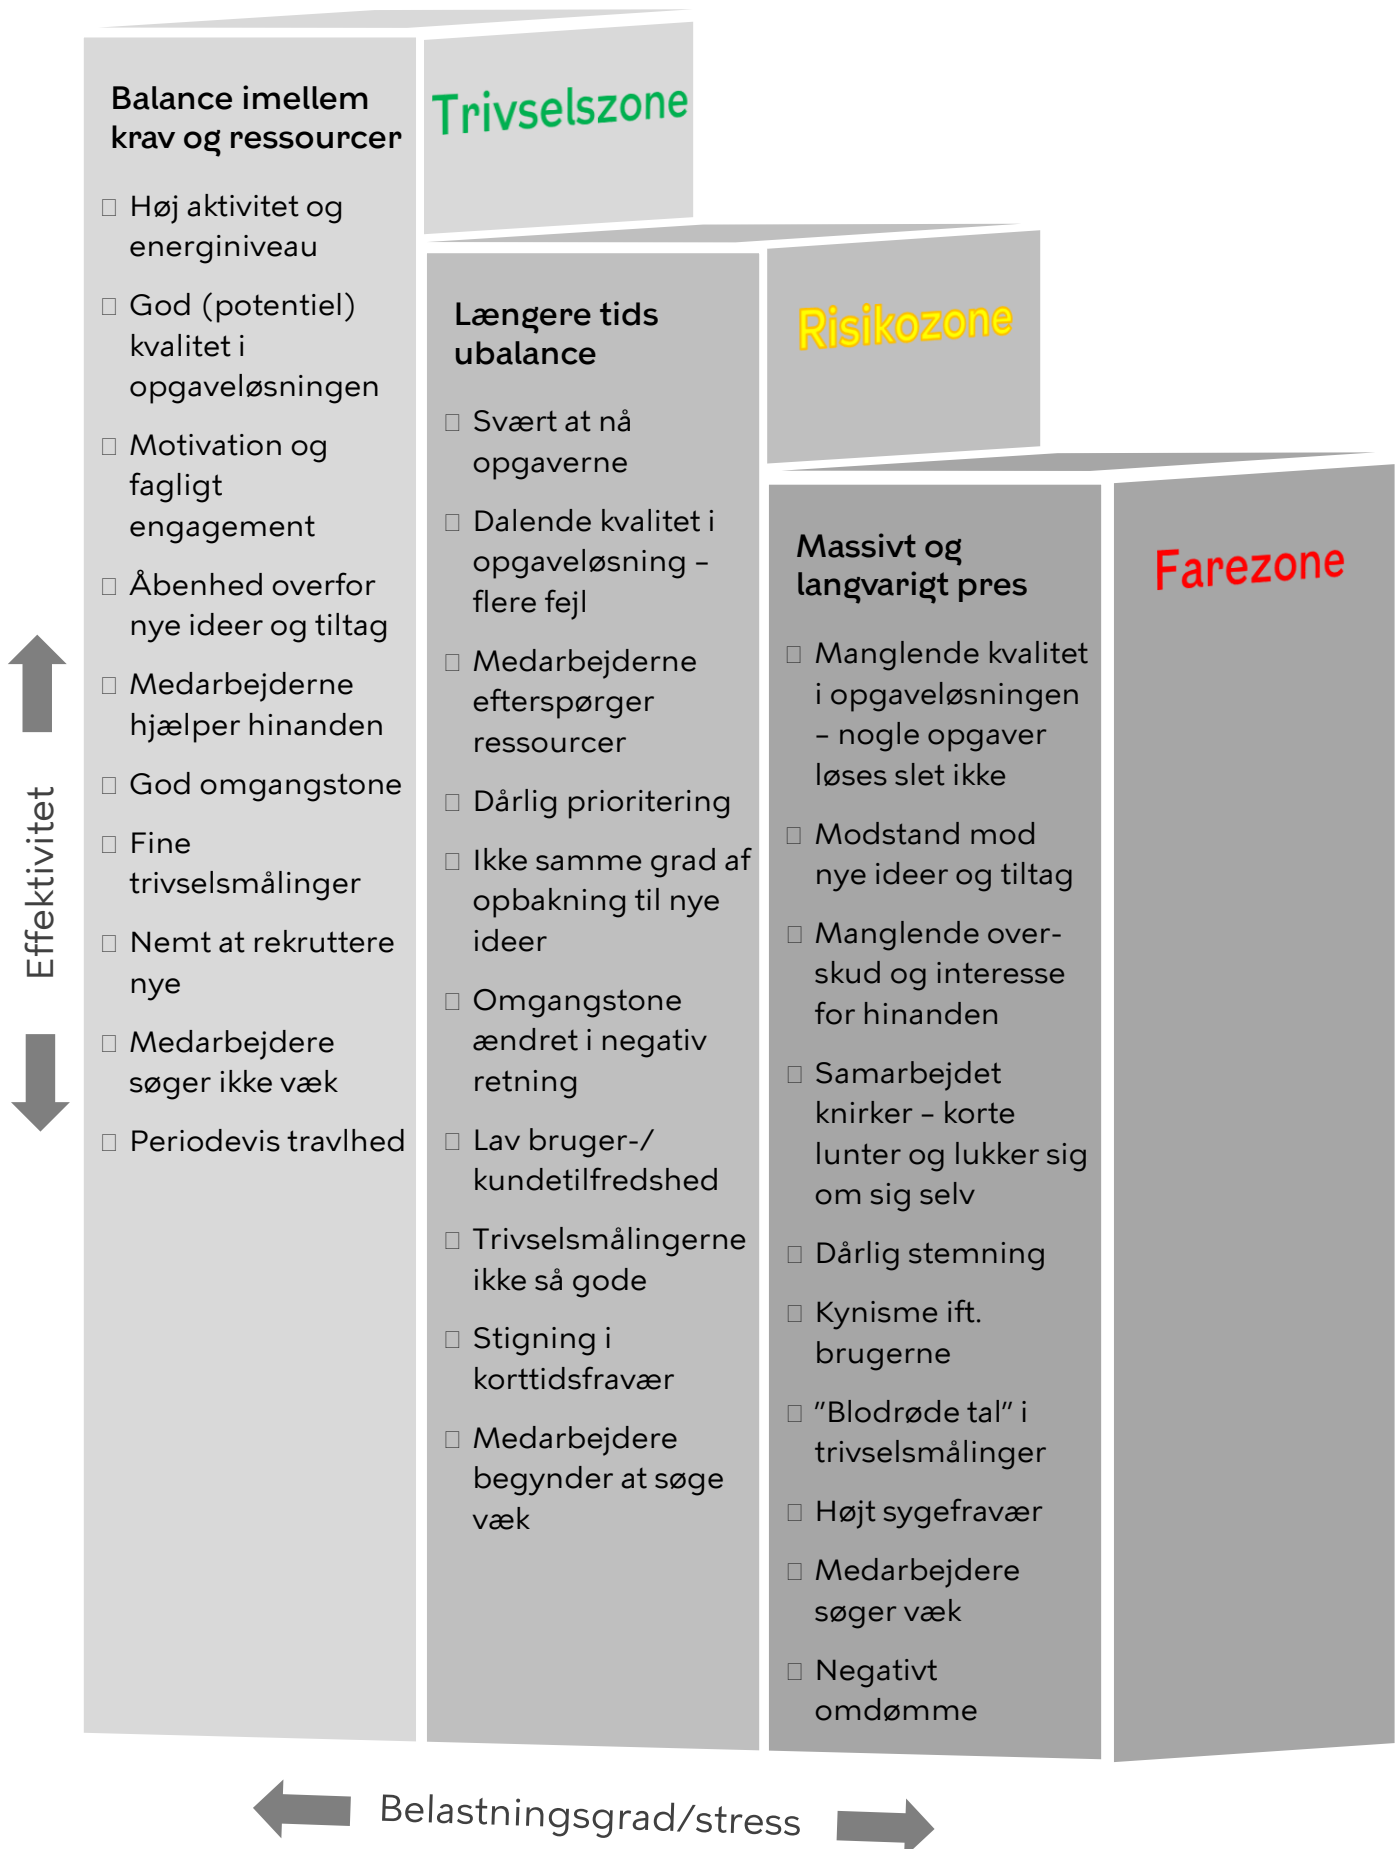 Balance imellem
krav og ressourcer
Høj aktivitet og
energiniveau
God (potentiel)
kvalitet i
opgaveløsningen
Motivation og
fagligt
engagement
Åbenhed overfor
nye ideer og tiltag
Medarbejderne
hjælper hinanden
God omgangstone
Fine
trivselsmålinger
Nemt at rekruttere
nye
Medarbejdere
søger ikke væk
Periodevis travlhed
Trivselszone
Længere tids
ubalance
Svært at nå
opgaverne
Dalende kvalitet i
opgaveløsning –
flere fejl
Medarbejderne
efterspørger
ressourcer
Dårlig prioritering
Ikke samme grad af
opbakning til nye
ideer
Omgangstone
ændret i negativ
retning
Lav bruger-/
kundetilfredshed
Trivselsmålingerne
ikke så gode
Stigning i
korttidsfravær
Medarbejdere
begynder at søge
væk
Risikozone
Massivt og
langvarigt pres
Manglende kvalitet
i opgaveløsningen
– nogle opgaver
løses slet ikke
Modstand mod
nye ideer og tiltag
Manglende over-
skud og interesse
for hinanden
Samarbejdet
knirker – korte
lunter og lukker sig
om sig selv
Dårlig stemning
Kynisme ift.
brugerne
”Blodrøde tal” i
trivselsmålinger
Højt sygefravær
Medarbejdere
søger væk
Negativt
omdømme
Farezone
Effektivitet
Belastningsgrad/stress